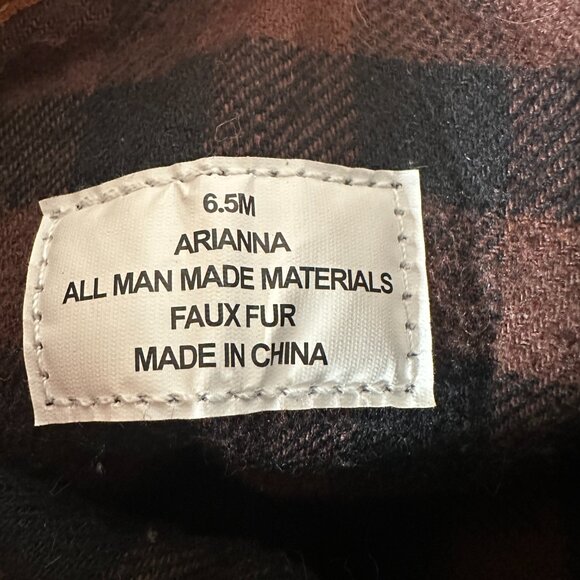 6.5M
ARIANNA
ALL MAN MADE MATERIALS
FAUX FUR
MADE IN CHINA